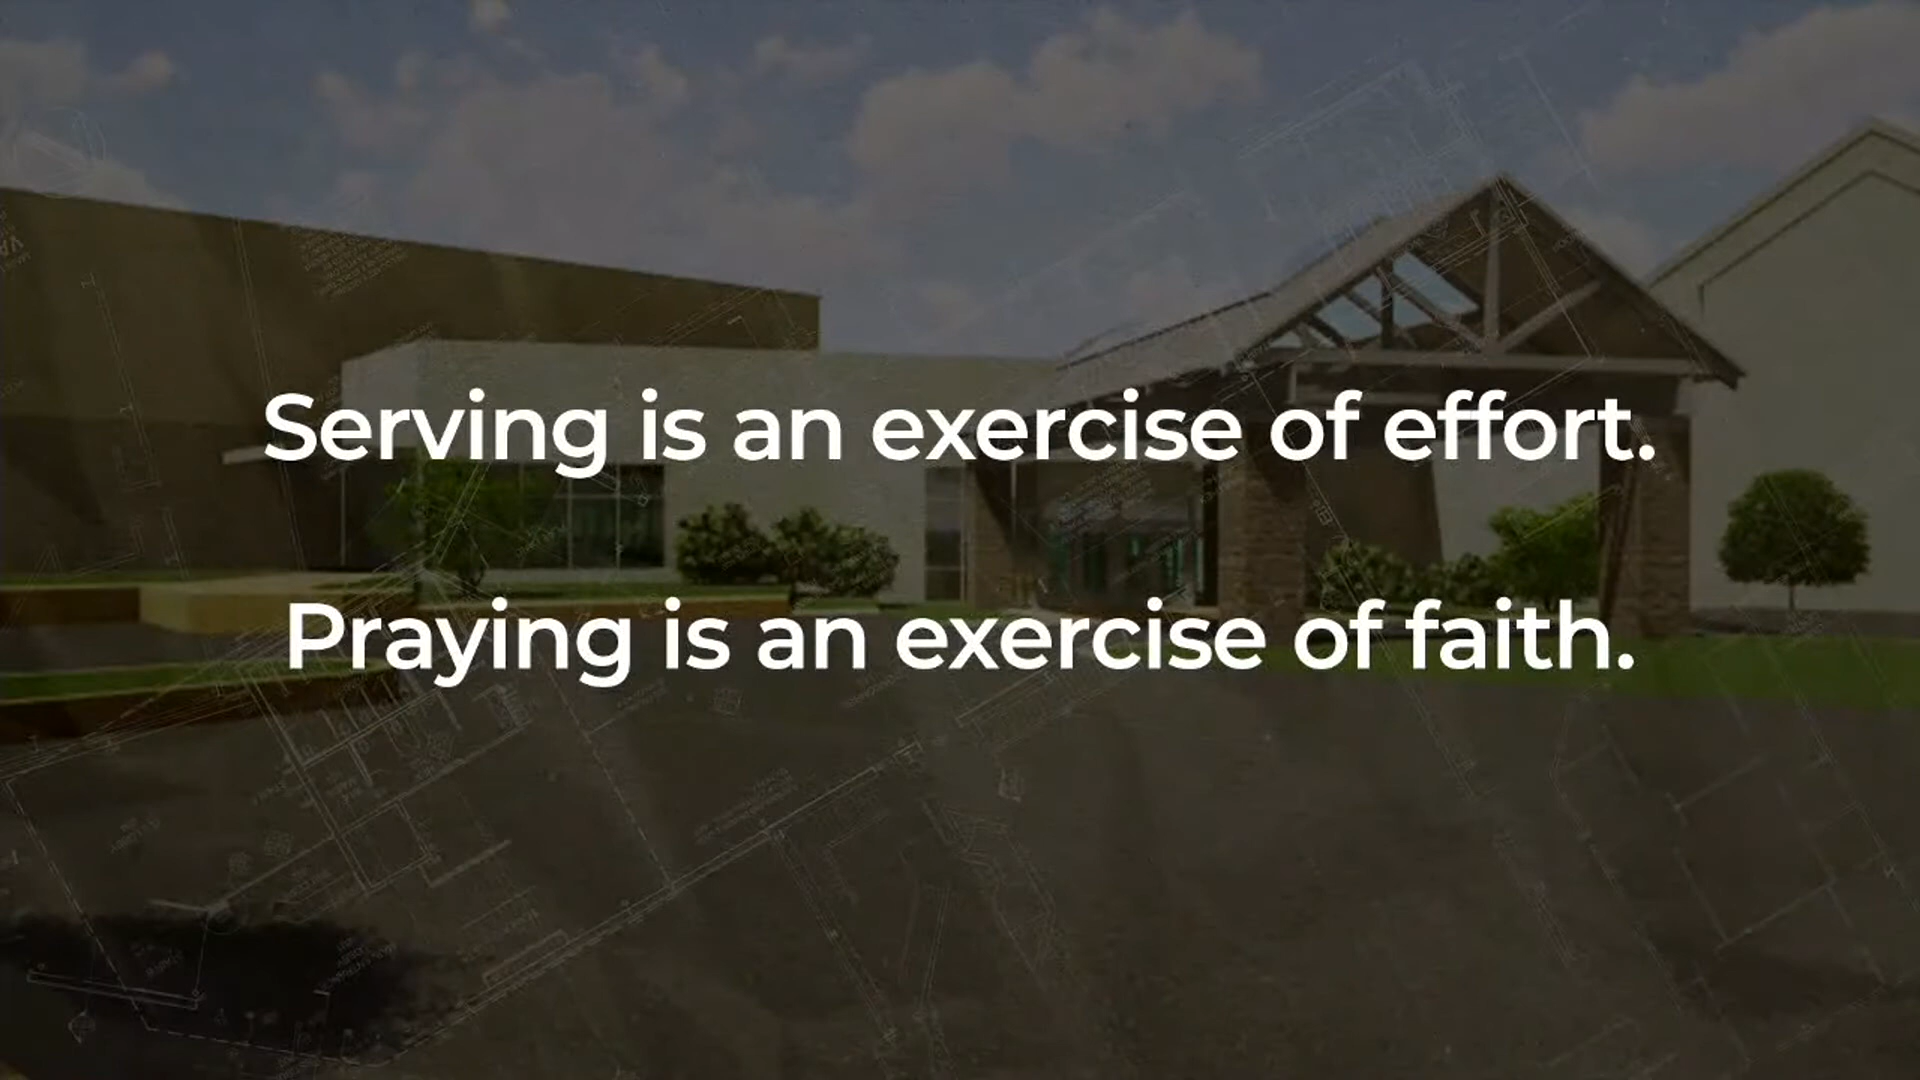 Serving is an exercise of effort.
Praying is an exercise of faith.